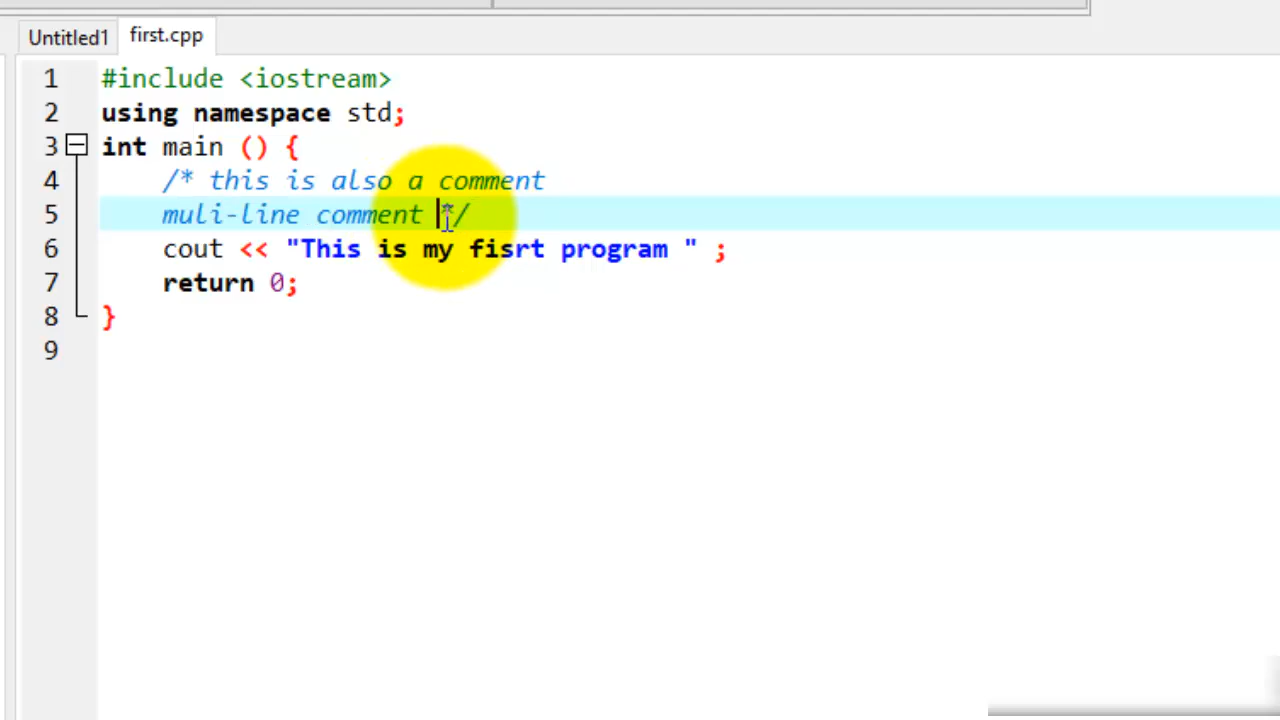 Untitled1 first.cpp
1 #include <iostream>
2 using namespace std;
3 int main () {
4 /* this is also a comment
5 muli-line comment */
6 cout << "This is my fisrt program " ;
7 return 0;
8 }
9